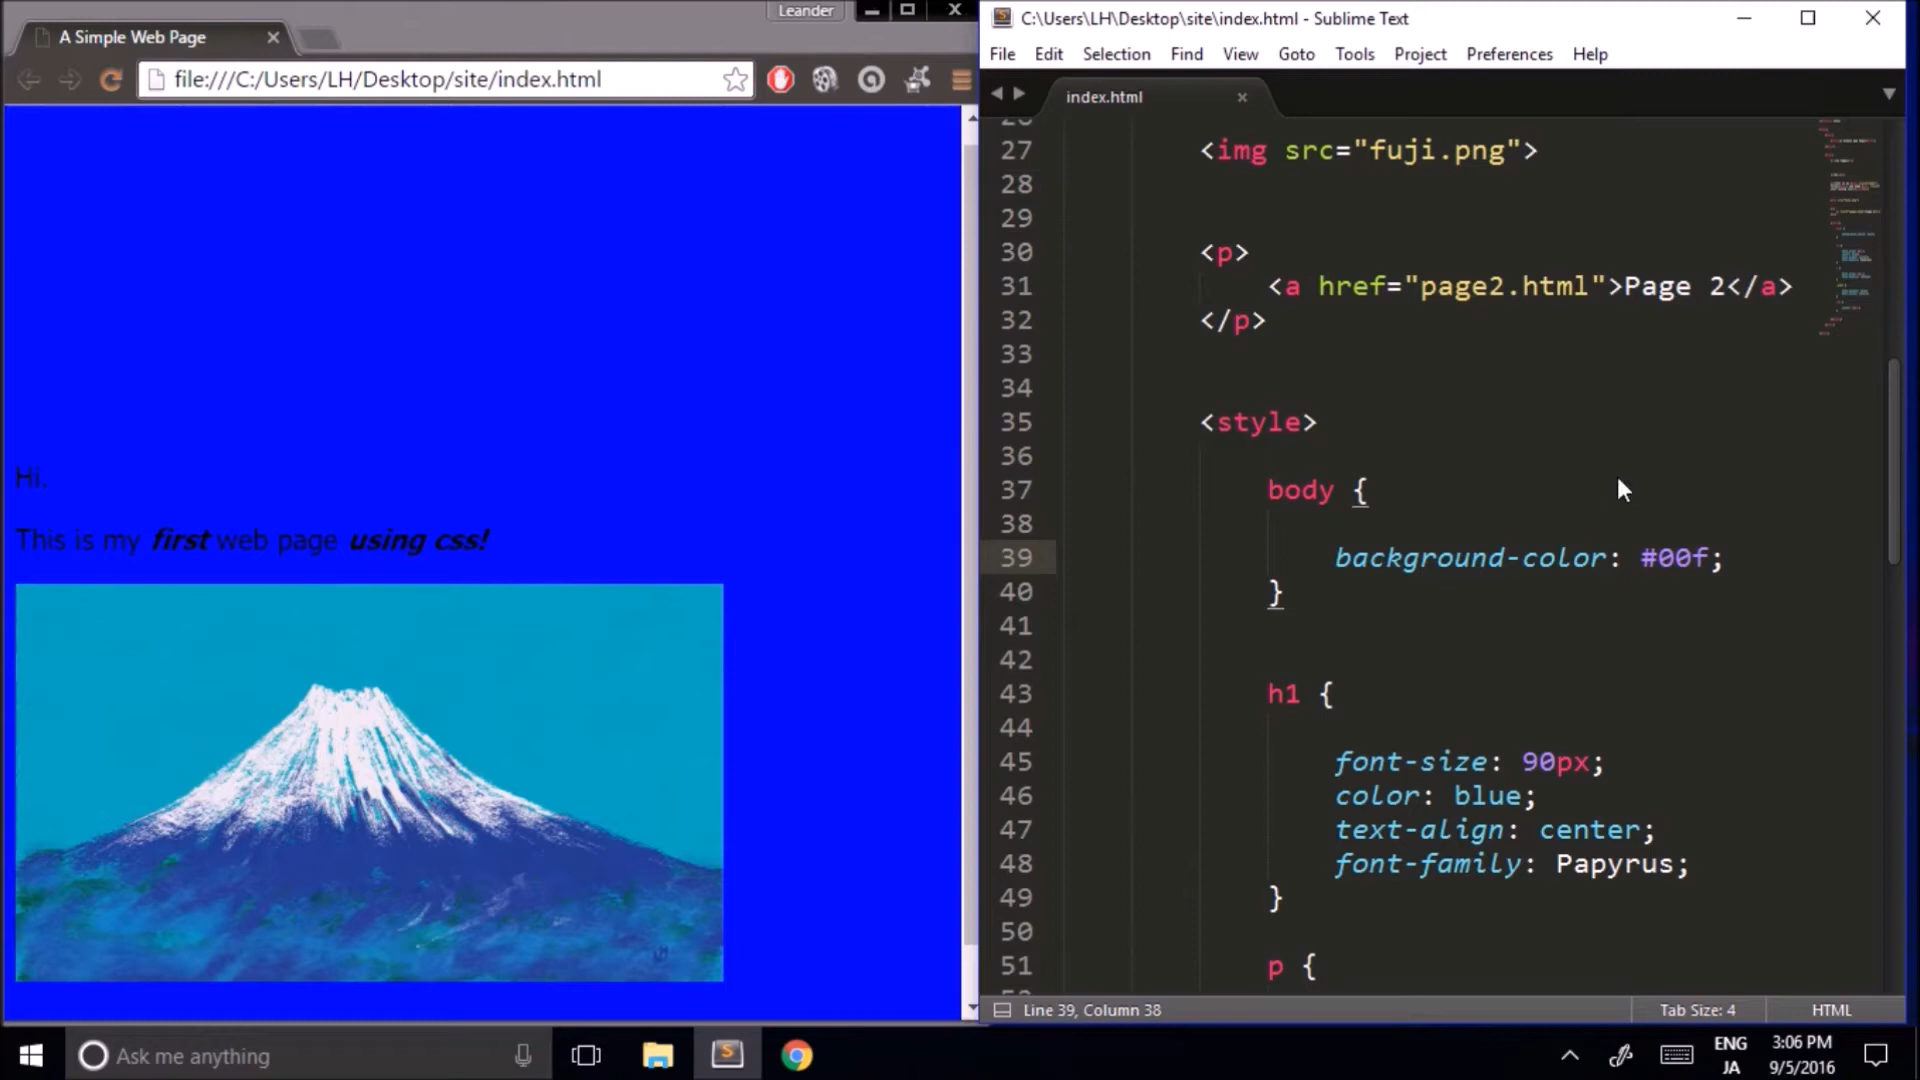 Leander
A Simple Web Page
file:///C:/Users/LH/Desktop/site/index.html
Hi.
This is my first web page using css!
C:\Users\LH\Desktop\site\index.html - Sublime Text
File Edit Selection Find View Goto Tools Project Preferences Help
index.html
27 <img src="fuji.png">
28
29
30 <p>
31 <a href="page2.html">Page 2</a>
32 </p>
33
34
35 <style>
36
37 body {
38
39 background-color: #00f;
40 }
41
42
43 h1 {
44
45 font-size: 90px;
46 color: blue;
47 text-align: center;
48 font-family: Papyrus;
49 }
50
51 p {
Line 39, Column 38
Tab Size: 4
HTML
Ask me anything
ENG
JA
3:06 PM
9/5/2016